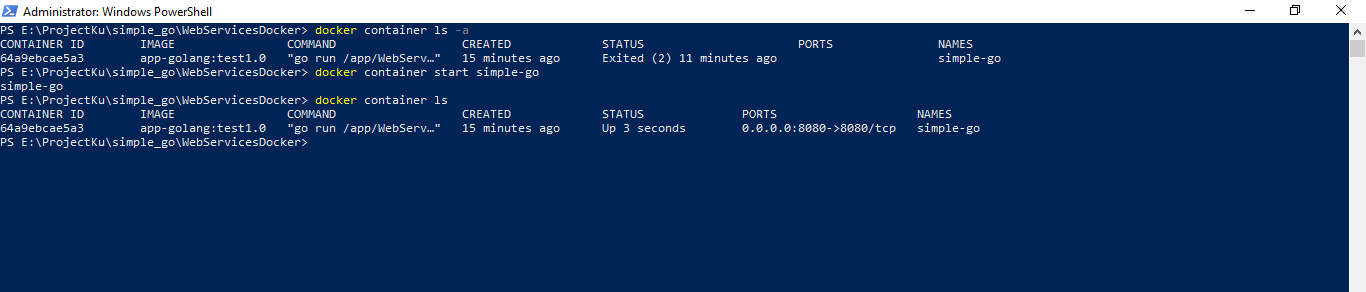 Administrator: Windows PowerShell
PS E:\ProjectKu\simple_go\WebServicesDocker> docker container ls -a
CONTAINER ID IMAGE COMMAND CREATED STATUS PORTS NAMES
64a9ebcae5a3 app-golang:test1.0 "go run /app/WebServ…" 15 minutes ago Exited (2) 11 minutes ago simple-go
PS E:\ProjectKu\simple_go\WebServicesDocker> docker container start simple-go
simple-go
PS E:\ProjectKu\simple_go\WebServicesDocker> docker container ls
CONTAINER ID IMAGE COMMAND CREATED STATUS PORTS NAMES
64a9ebcae5a3 app-golang:test1.0 "go run /app/WebServ…" 15 minutes ago Up 3 seconds 0.0.0.0:8080->8080/tcp simple-go
PS E:\ProjectKu\simple_go\WebServicesDocker>